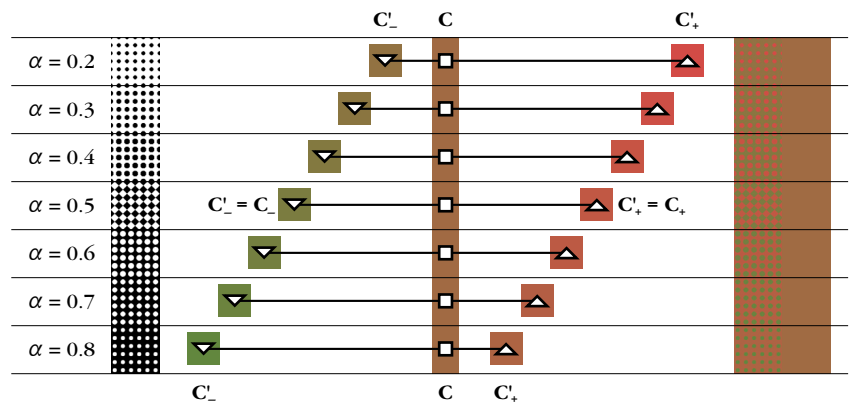 C′₋ C C′₊
α = 0.2
α = 0.3
α = 0.4
α = 0.5 C′₋ = C₋ C′₊ = C₊
α = 0.6
α = 0.7
α = 0.8
C′₋ C C′₊